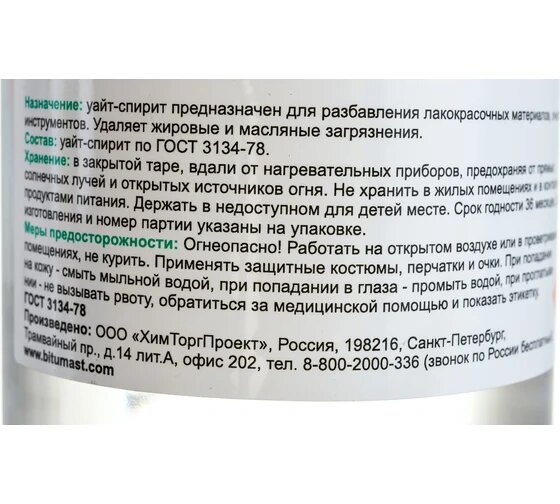 Назначение: уайт-спирит предназначен для разбавления лакокрасочных материалов,
инструментов. Удаляет жировые и масляные загрязнения.
Состав: уайт-спирит по ГОСТ 3134-78.
Хранение: в закрытой таре, вдали от нагревательных приборов, предохраняя от прямых
солнечных лучей и открытых источников огня. Не хранить в жилых помещениях и в
продуктами питания. Держать в недоступном для детей месте. Срок годности 36 месяц
изготовления и номер партии указаны на упаковке.
Меры предосторожности: Огнеопасно! Работать на открытом воздухе или в проветрив
помещениях, не курить. Применять защитные костюмы, перчатки и очки. При попадании
на кожу - смыть мыльной водой, при попадании в глаза - промыть водой, при проглатыва
нии - не вызывать рвоту, обратиться за медицинской помощью и показать этикетку.
ГОСТ 3134-78
Произведено: ООО «ХимТоргПроект», Россия, 198216, Санкт-Петербург,
Трамвайный пр., д.14 лит.А, офис 202, тел. 8-800-2000-336 (звонок по России бесплатный
www.bitumast.com